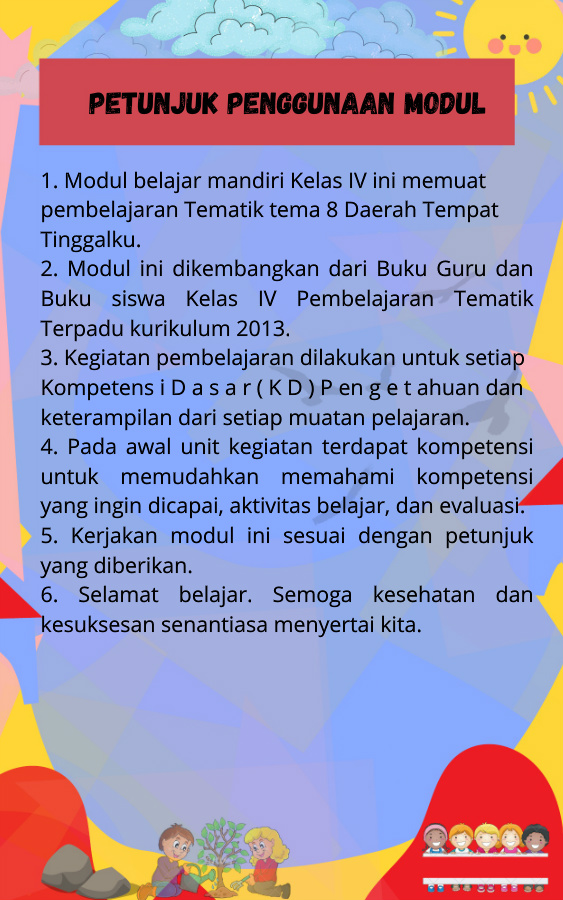 PETUNJUK PENGGUNAAN MODUL
1. Modul belajar mandiri Kelas IV ini memuat
pembelajaran Tematik tema 8 Daerah Tempat
Tinggalku.
2. Modul ini dikembangkan dari Buku Guru dan
Buku siswa Kelas IV Pembelajaran Tematik
Terpadu kurikulum 2013.
3. Kegiatan pembelajaran dilakukan untuk setiap
Kompetens i D a s a r ( K D ) P en g e t ahuan dan
keterampilan dari setiap muatan pelajaran.
4. Pada awal unit kegiatan terdapat kompetensi
untuk memudahkan memahami kompetensi
yang ingin dicapai, aktivitas belajar, dan evaluasi.
5. Kerjakan modul ini sesuai dengan petunjuk
yang diberikan.
6. Selamat belajar. Semoga kesehatan dan
kesuksesan senantiasa menyertai kita.